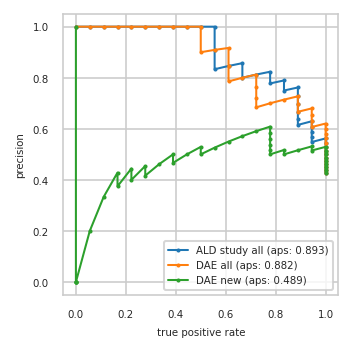 1.0
0.8
0.6
0.4
0.2
0.0
precision
0.0 0.2 0.4 0.6 0.8 1.0
true positive rate
ALD study all (aps: 0.893)
DAE all (aps: 0.882)
DAE new (aps: 0.489)